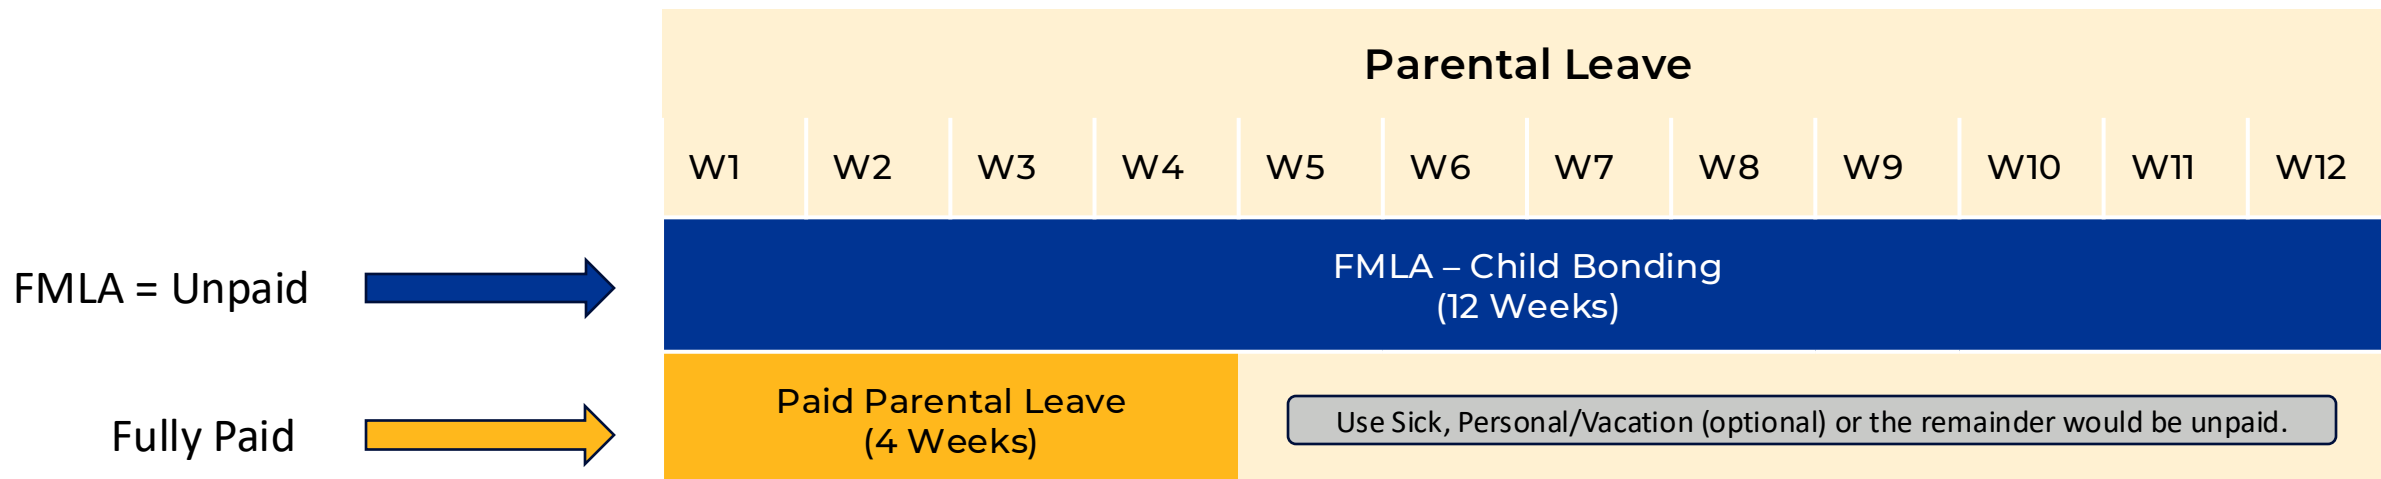 Parental Leave
W1 W2 W3 W4 W5 W6 W7 W8 W9 W10 W11 W12
FMLA = Unpaid
FMLA – Child Bonding
(12 Weeks)
Fully Paid
Paid Parental Leave
(4 Weeks)
Use Sick, Personal/Vacation (optional) or the remainder would be unpaid.